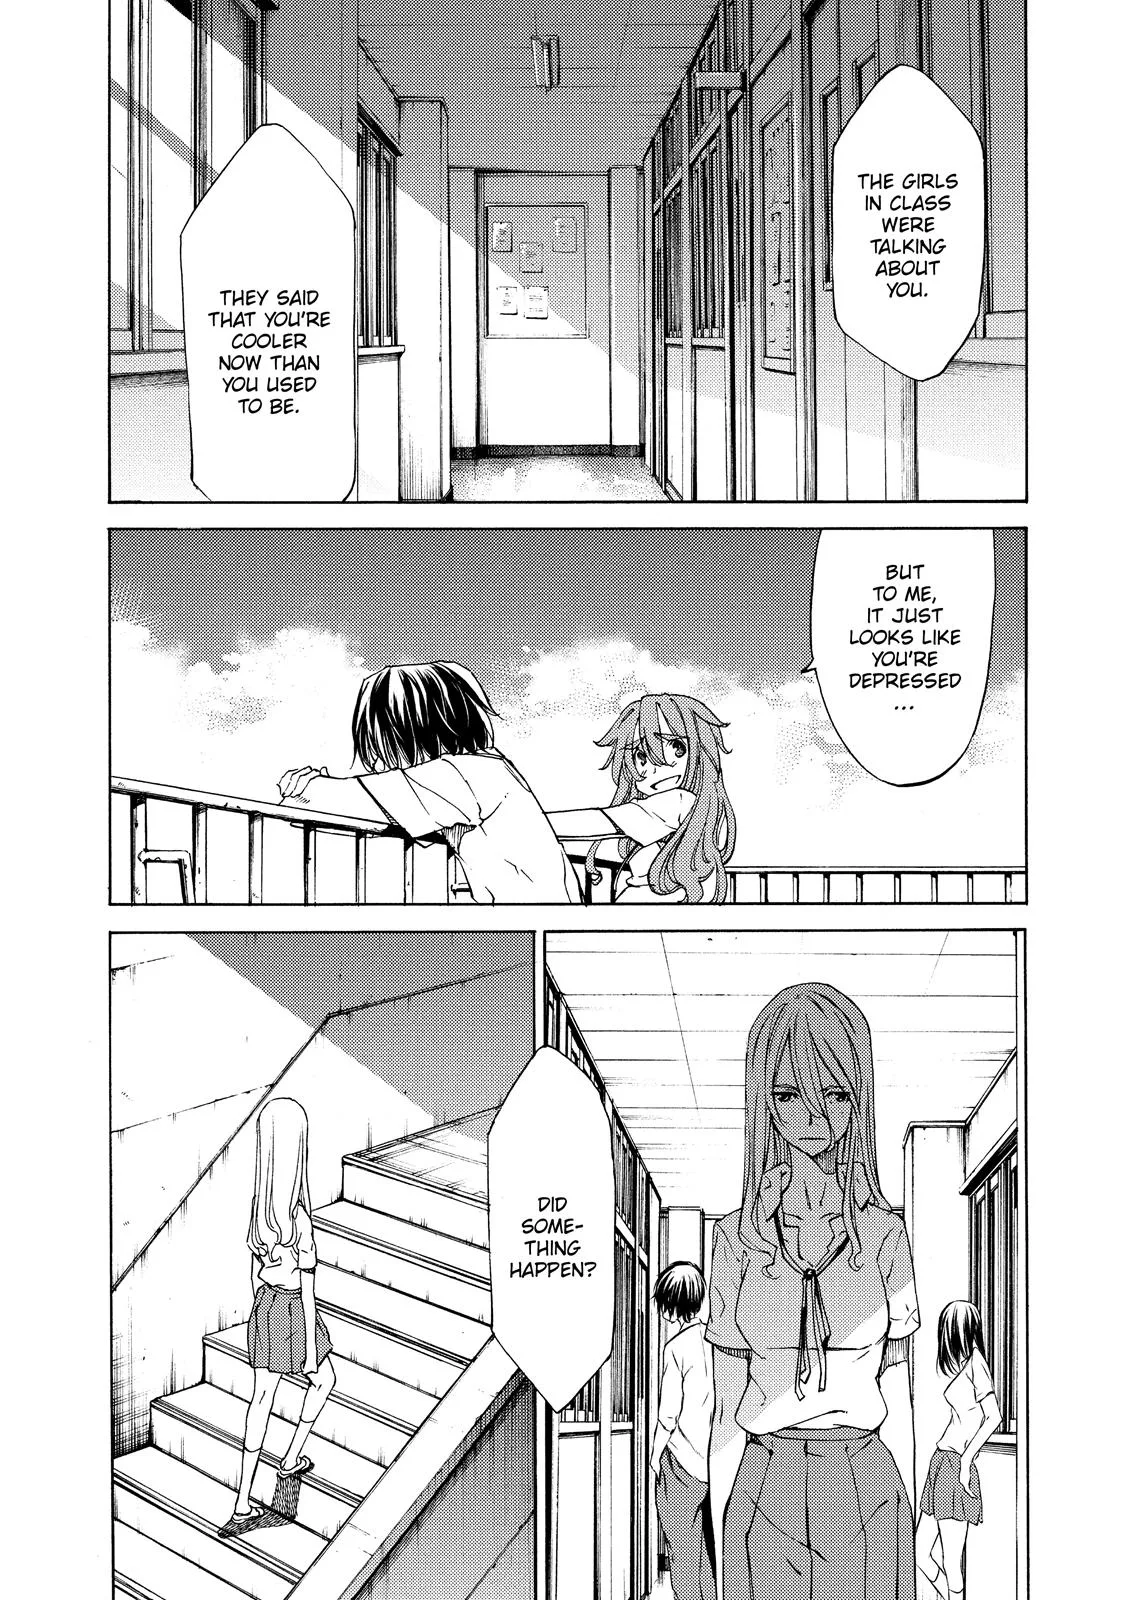 THE GIRLS
IN CLASS
WERE
TALKING
ABOUT
YOU.
THEY SAID
THAT YOU'RE
COOLER
NOW THAN
YOU USED
TO BE.
BUT
TO ME,
IT JUST
LOOKS LIKE
YOU'RE
DEPRESSED
...
DID
SOME-
THING
HAPPEN?